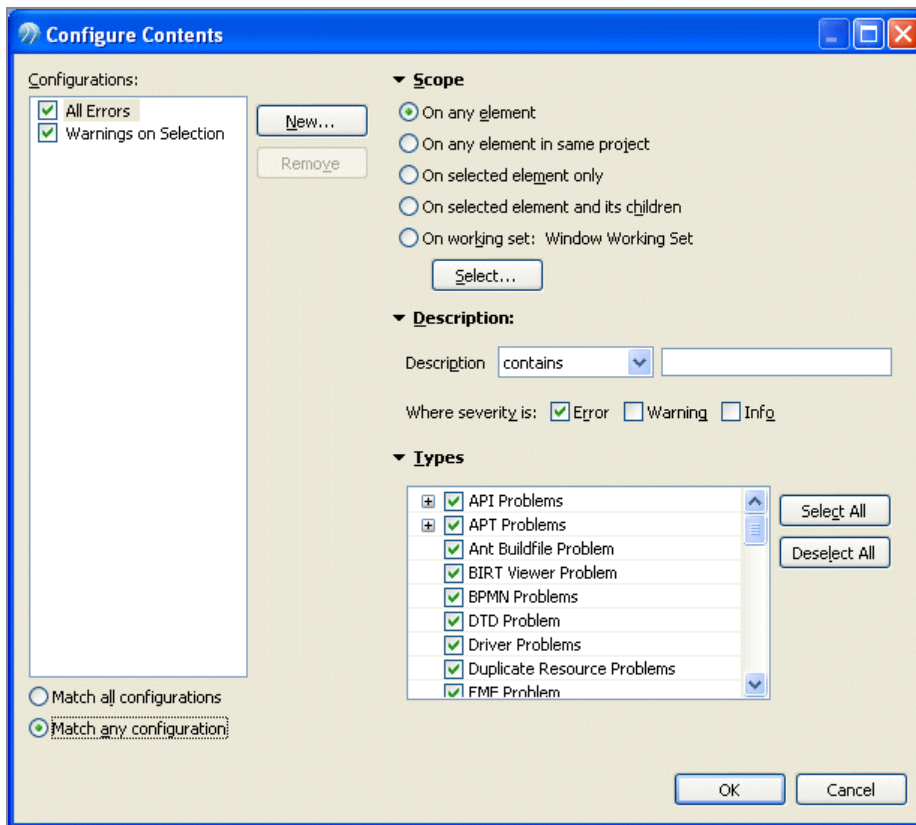 Configure Contents
Configurations:
All Errors
Warnings on Selection
New...
Remove
Match all configurations
Match any configuration
Scope
On any element
On any element in same project
On selected element only
On selected element and its children
On working set: Window Working Set
Select...
Description:
Description contains
Where severity is: Error Warning Info
Types
API Problems
APT Problems
Ant Buildfile Problem
BIRT Viewer Problem
BPMN Problems
DTD Problem
Driver Problems
Duplicate Resource Problems
EMF Problem
Select All
Deselect All
OK Cancel